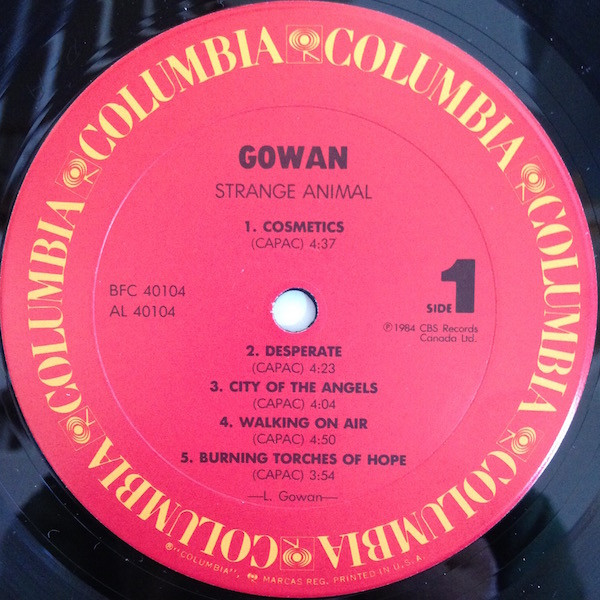 COLUMBIA COLUMBIA COLUMBIA COLUMBIA COLUMBIA COLUMBIA COLUMBIA COLUMBIA
GOWAN
STRANGE ANIMAL
1. COSMETICS
(CAPAC) 4:37
BFC 40104
AL 40104
SIDE 1
℗1984 CBS Records
Canada Ltd.
2. DESPERATE
(CAPAC) 4:23
3. CITY OF THE ANGELS
(CAPAC) 4:04
4. WALKING ON AIR
(CAPAC) 4:50
5. BURNING TORCHES OF HOPE
(CAPAC) 3:54
—L. Gowan—
®"COLUMBIA", MARCAS REG. PRINTED IN U.S.A.